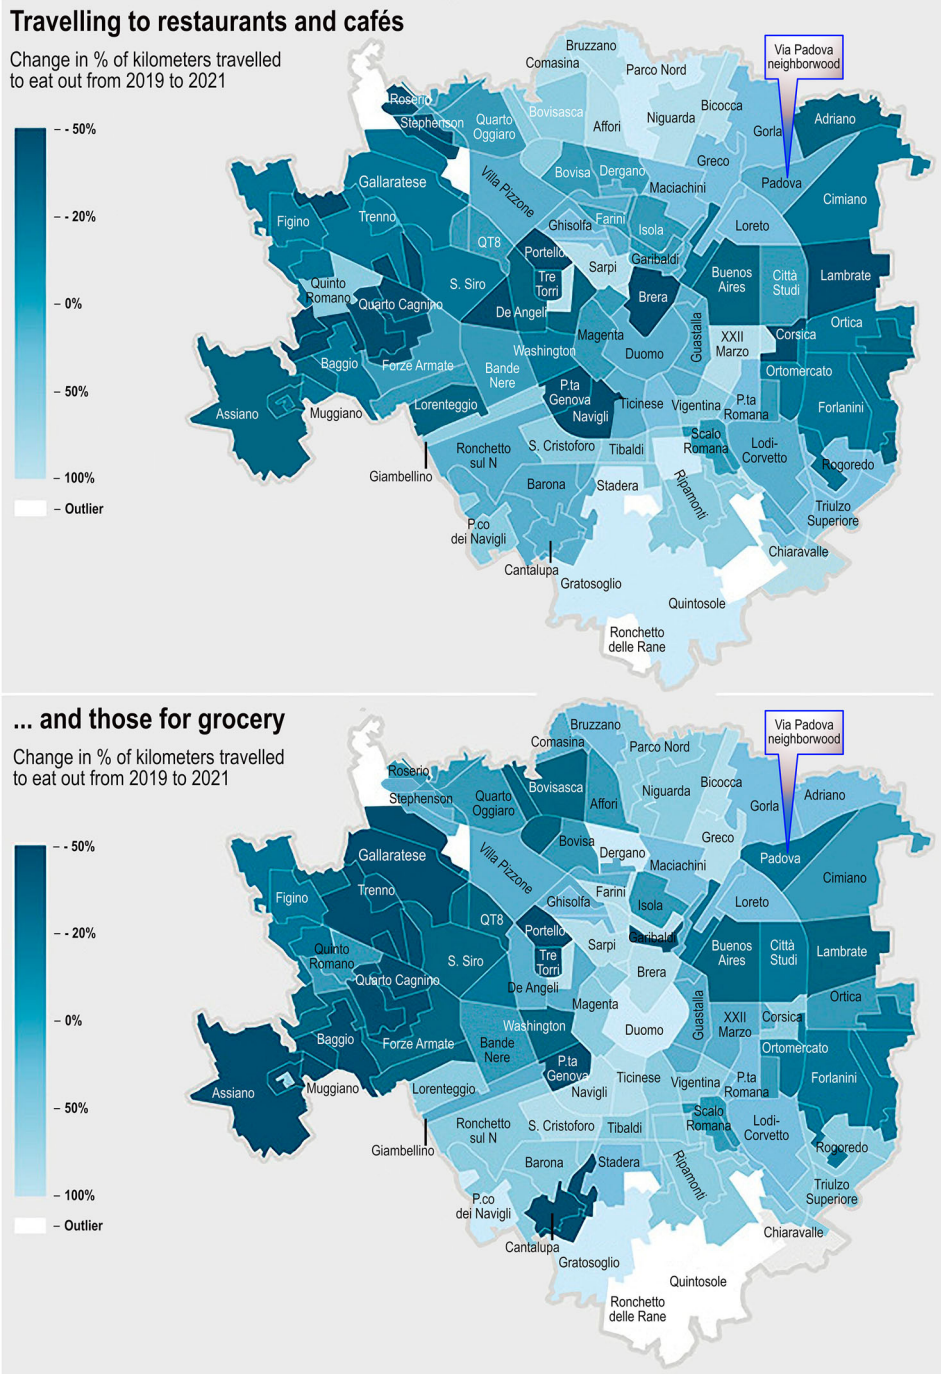 Travelling to restaurants and cafés
Change in % of kilometers travelled
to eat out from 2019 to 2021
- 50%
- 20%
0%
50%
100%
Outlier
Via Padova
neighborwood
Bruzzano
Comasina
Parco Nord
Roserio
Stephenson
Quarto
Oggiaro
Bovisasca
Affori
Niguarda
Bicocca
Gorla
Adriano
Gallaratese
Villa Pizzone
Bovisa
Dergano
Greco
Maciachini
Padova
Cimiano
Figino
Trenno
Ghisolfa
Farini
Isola
Loreto
QT8
Portello
Garibaldi
Sarpi
Quinto
Romano
S. Siro
Tre
Torri
Brera
Buenos
Aires
Città
Studi
Lambrate
Quarto Cagnino
De Angeli
Magenta
Guastalla
XXII
Marzo
Corsica
Ortica
Washington
Duomo
Baggio
Forze Armate
Bande
Nere
Ortomercato
Assiano
Muggiano
Lorenteggio
P.ta
Genova
Navigli
Ticinese
Vigentina
P.ta
Romana
Forlanini
Giambellino
Ronchetto
sul N
S. Cristoforo
Tibaldi
Scalo
Romana
Lodi-
Corvetto
Rogoredo
Barona
Stadera
Ripamonti
Triulzo
Superiore
P.co
dei Navigli
Cantalupa
Gratosoglio
Chiaravalle
Quintosole
Ronchetto
delle Rane
... and those for grocery
Change in % of kilometers travelled
to eat out from 2019 to 2021
- 50%
- 20%
0%
50%
100%
Outlier
Via Padova
neighborwood
Bruzzano
Comasina
Parco Nord
Roserio
Stephenson
Quarto
Oggiaro
Bovisasca
Affori
Niguarda
Bicocca
Gorla
Adriano
Gallaratese
Villa Pizzone
Bovisa
Dergano
Greco
Maciachini
Padova
Cimiano
Figino
Trenno
Ghisolfa
Farini
Isola
Loreto
QT8
Portello
Garibaldi
Sarpi
Quinto
Romano
S. Siro
Tre
Torri
Brera
Buenos
Aires
Città
Studi
Lambrate
Quarto Cagnino
De Angeli
Magenta
Guastalla
XXII
Marzo
Corsica
Ortica
Washington
Duomo
Baggio
Forze Armate
Bande
Nere
Ortomercato
Assiano
Muggiano
Lorenteggio
P.ta
Genova
Navigli
Ticinese
Vigentina
P.ta
Romana
Forlanini
Giambellino
Ronchetto
sul N
S. Cristoforo
Tibaldi
Scalo
Romana
Lodi-
Corvetto
Rogoredo
Barona
Stadera
Ripamonti
Triulzo
Superiore
P.co
dei Navigli
Cantalupa
Gratosoglio
Chiaravalle
Quintosole
Ronchetto
delle Rane